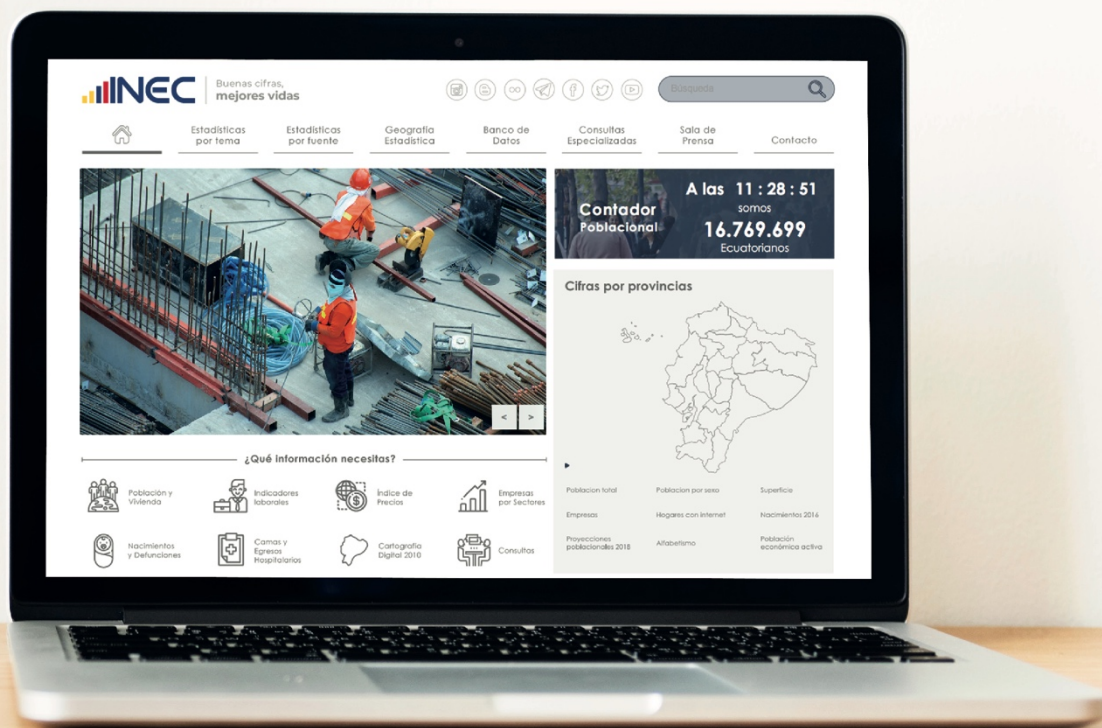 INEC
Buenas cifras,
mejores vidas
Búsqueda
Estadísticas
por tema
Estadísticas
por fuente
Geografía
Estadística
Banco de
Datos
Consultas
Especializadas
Sala de
Prensa
Contacto
Contador
Poblacional
A las 11 : 28 : 51
somos
16.769.699
Ecuatorianos
< >
Cifras por provincias
Poblacion total
Poblacion por sexo
Superficie
Empresas
Hogares con internet
Nacimientos 2016
Proyecciones
poblacionales 2018
Alfabetismo
Población
económica activa
¿Qué información necesitas?
Población y
Vivienda
Indicadores
laborales
Índice de
Precios
Empresas
por Sectores
Nacimientos
y Defunciones
Camas y
Egresos
Hospitalarios
Cartografía
Digital 2010
Consultas